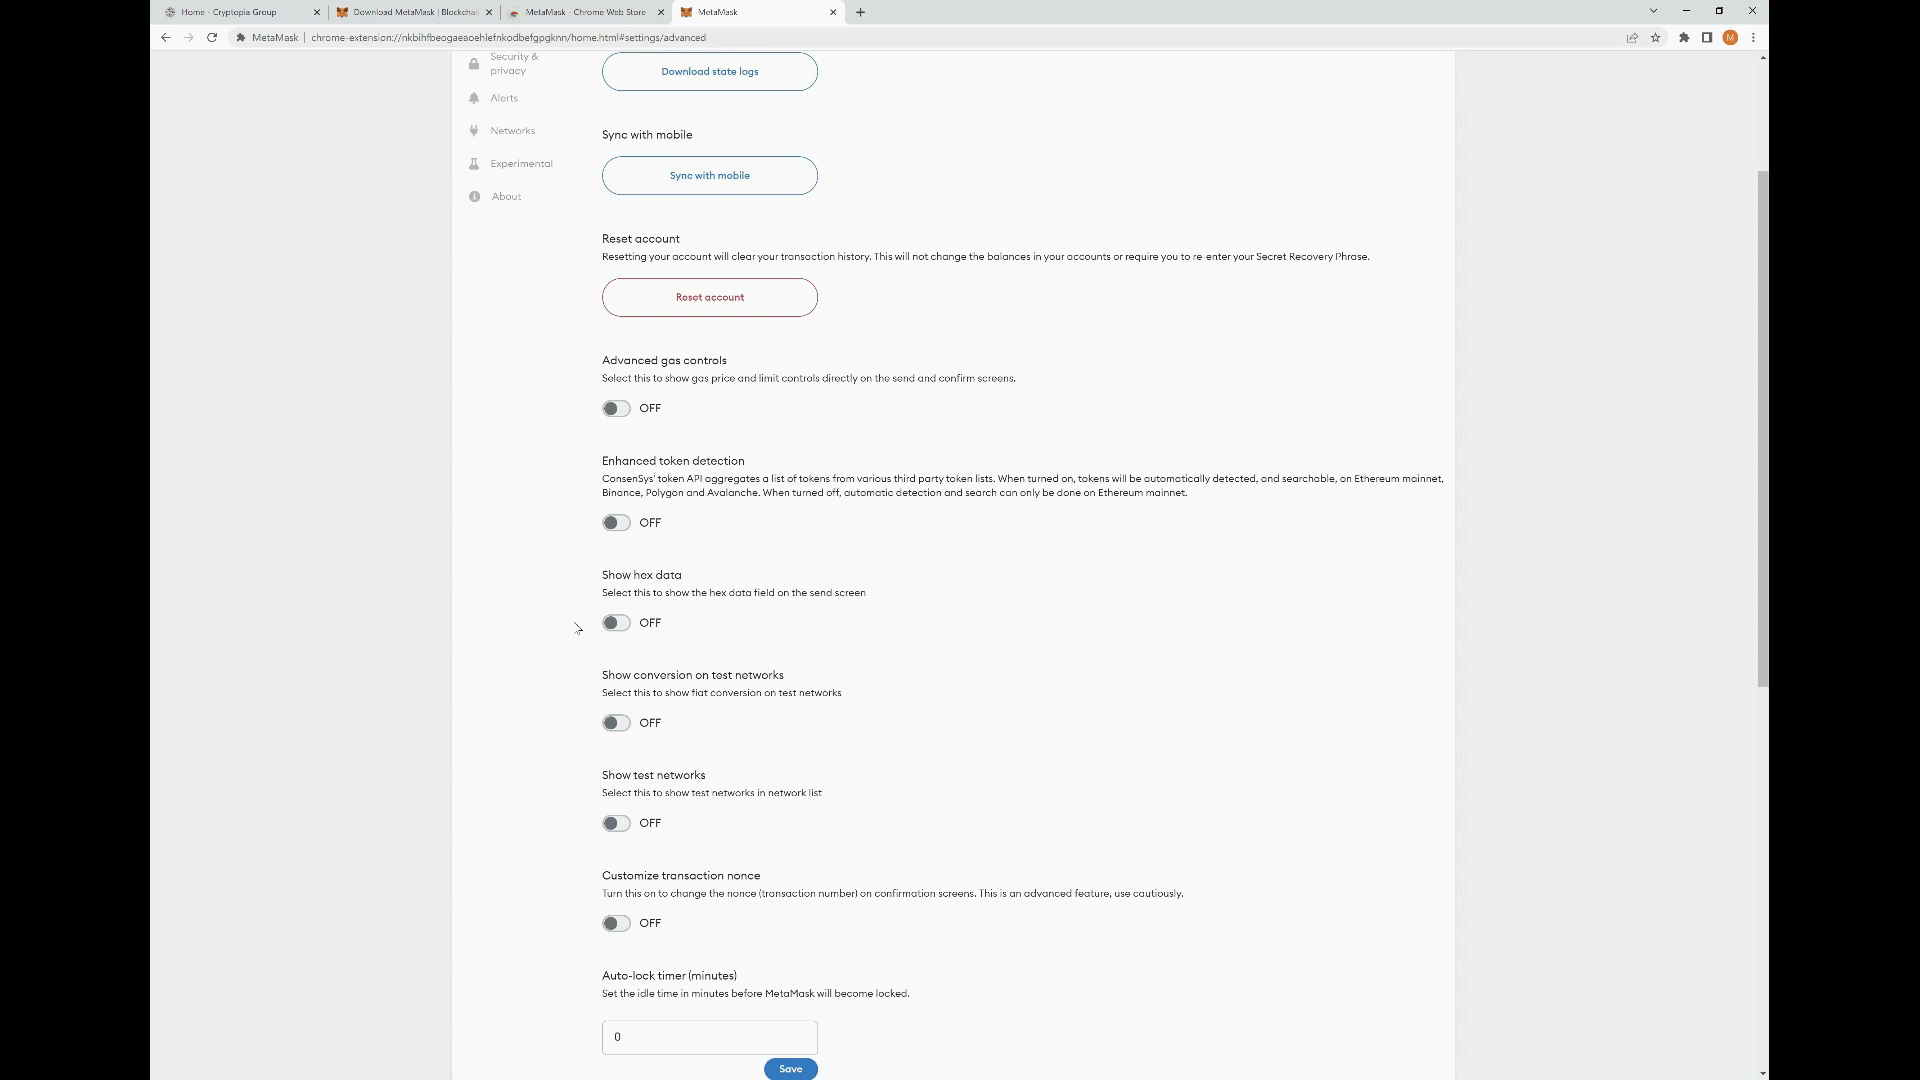 Home - Cryptopia Group
Download MetaMask | Blockchai
MetaMask - Chrome Web Store
MetaMask
MetaMask | chrome-extension://nkbihfbeogaeaoehlefnkodbefgpgknn/home.html#settings/advanced
M
Security &
privacy
Alerts
Networks
Experimental
About
Download state logs
Sync with mobile
Sync with mobile
Reset account
Resetting your account will clear your transaction history. This will not change the balances in your accounts or require you to re-enter your Secret Recovery Phrase.
Reset account
Advanced gas controls
Select this to show gas price and limit controls directly on the send and confirm screens.
OFF
Enhanced token detection
ConsenSys' token API aggregates a list of tokens from various third party token lists. When turned on, tokens will be automatically detected, and searchable, on Ethereum mainnet,
Binance, Polygon and Avalanche. When turned off, automatic detection and search can only be done on Ethereum mainnet.
OFF
Show hex data
Select this to show the hex data field on the send screen
OFF
Show conversion on test networks
Select this to show fiat conversion on test networks
OFF
Show test networks
Select this to show test networks in network list
OFF
Customize transaction nonce
Turn this on to change the nonce (transaction number) on confirmation screens. This is an advanced feature, use cautiously.
OFF
Auto-lock timer (minutes)
Set the idle time in minutes before MetaMask will become locked.
0
Save